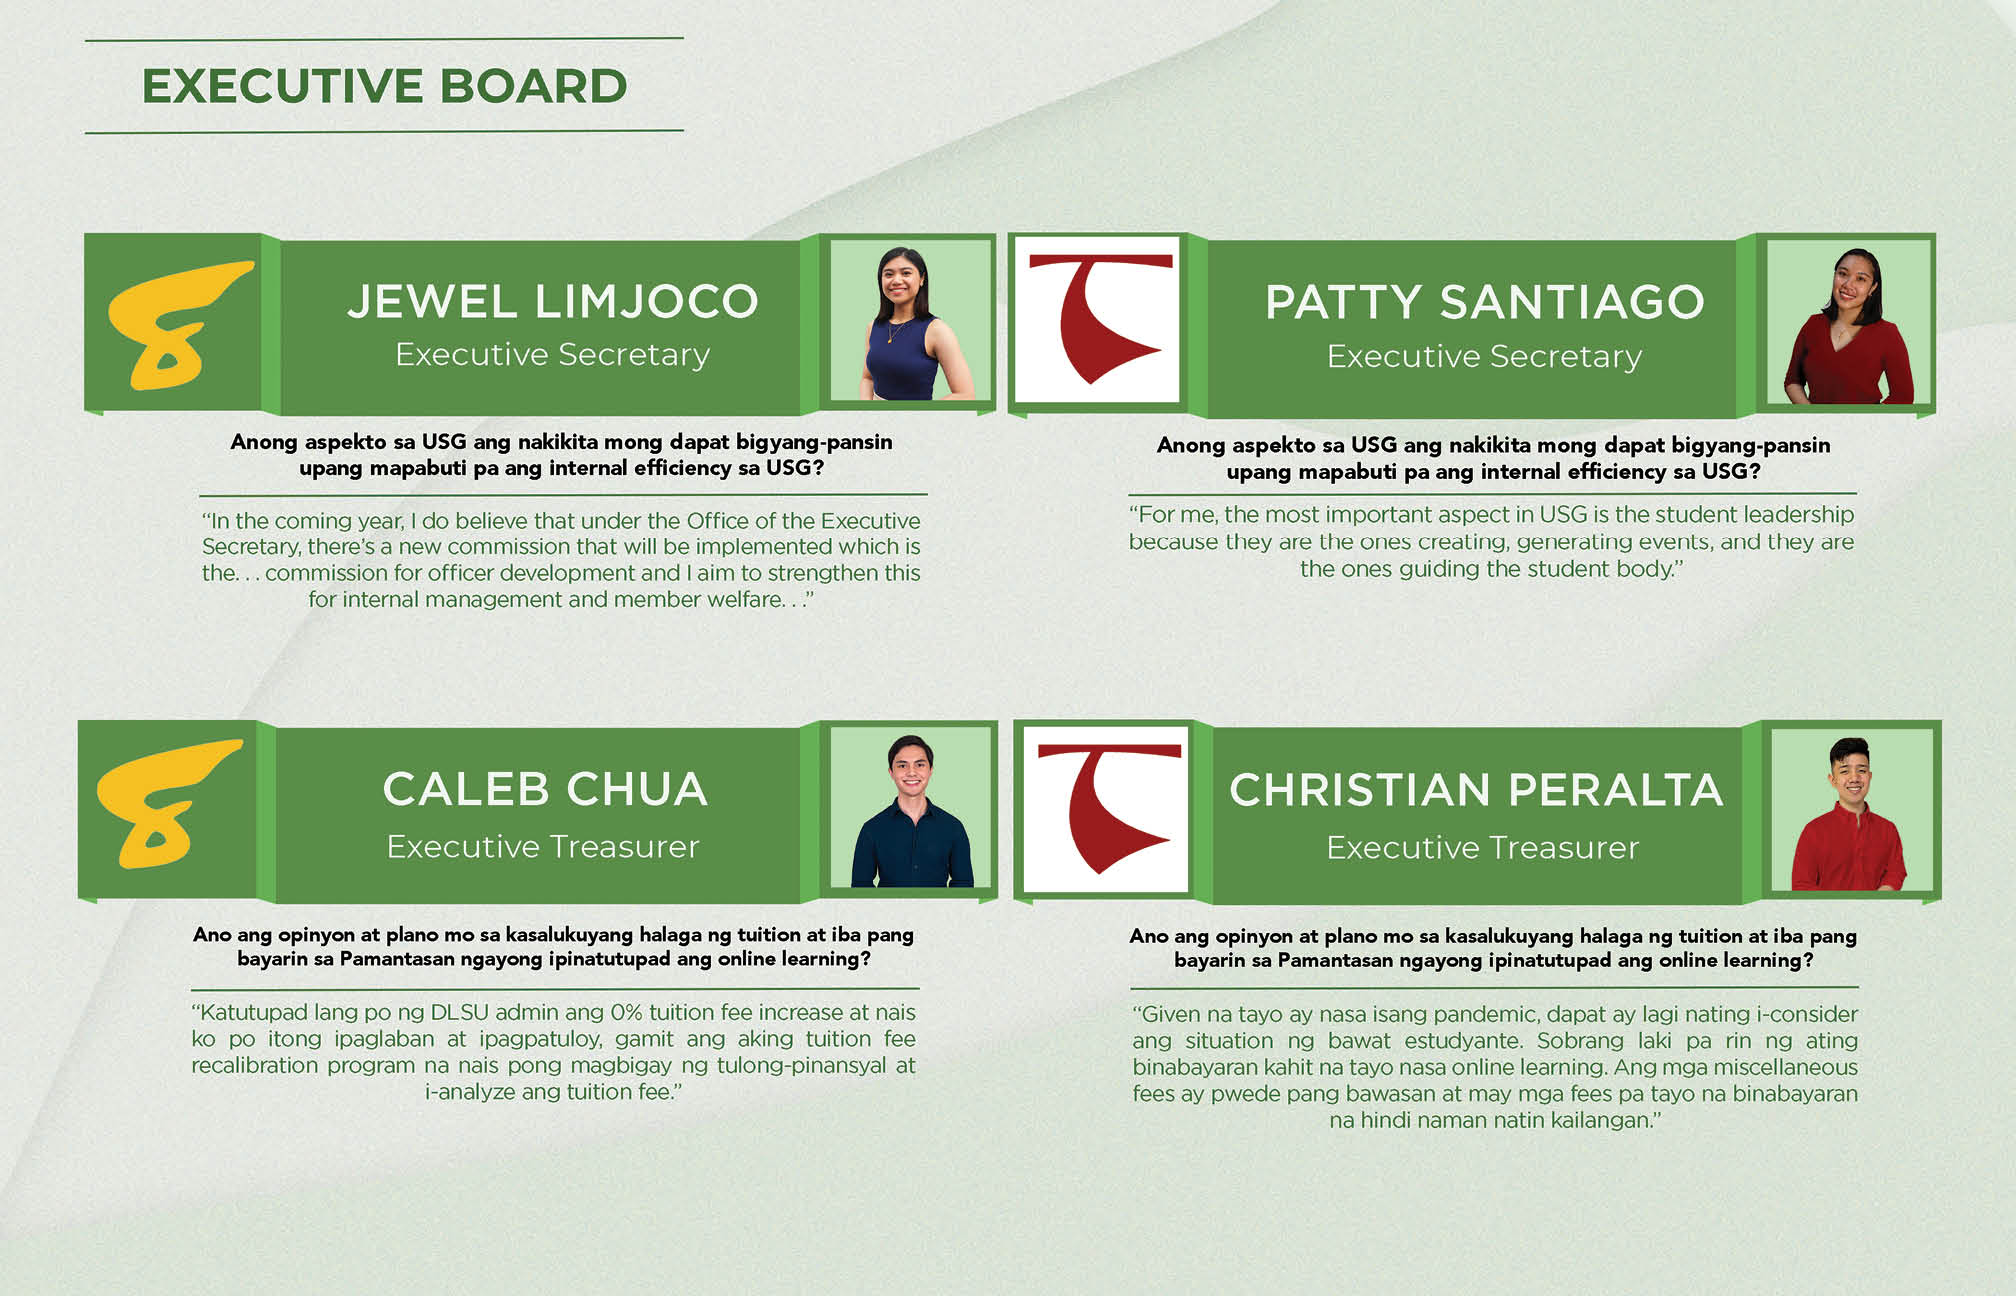 EXECUTIVE BOARD
JEWEL LIMJOCO
Executive Secretary
Anong aspekto sa USG ang nakikita mong dapat bigyang-pansin
upang mapabuti pa ang internal efficiency sa USG?
“In the coming year, I do believe that under the Office of the Executive
Secretary, there’s a new commission that will be implemented which is
the. . . commission for officer development and I aim to strengthen this
for internal management and member welfare. . .”
PATTY SANTIAGO
Executive Secretary
Anong aspekto sa USG ang nakikita mong dapat bigyang-pansin
upang mapabuti pa ang internal efficiency sa USG?
“For me, the most important aspect in USG is the student leadership
because they are the ones creating, generating events, and they are
the ones guiding the student body.”
CALEB CHUA
Executive Treasurer
Ano ang opinyon at plano mo sa kasalukuyang halaga ng tuition at iba pang
bayarin sa Pamantasan ngayong ipinatutupad ang online learning?
“Katutupad lang po ng DLSU admin ang 0% tuition fee increase at nais
ko po itong ipaglaban at ipagpatuloy, gamit ang aking tuition fee
recalibration program na nais pong magbigay ng tulong-pinansyal at
i-analyze ang tuition fee.”
CHRISTIAN PERALTA
Executive Treasurer
Ano ang opinyon at plano mo sa kasalukuyang halaga ng tuition at iba pang
bayarin sa Pamantasan ngayong ipinatutupad ang online learning?
“Given na tayo ay nasa isang pandemic, dapat ay lagi nating i-consider
ang situation ng bawat estudyante. Sobrang laki pa rin ng ating
binabayaran kahit na tayo nasa online learning. Ang mga miscellaneous
fees ay pwede pang bawasan at may mga fees pa tayo na binabayaran
na hindi naman natin kailangan.”